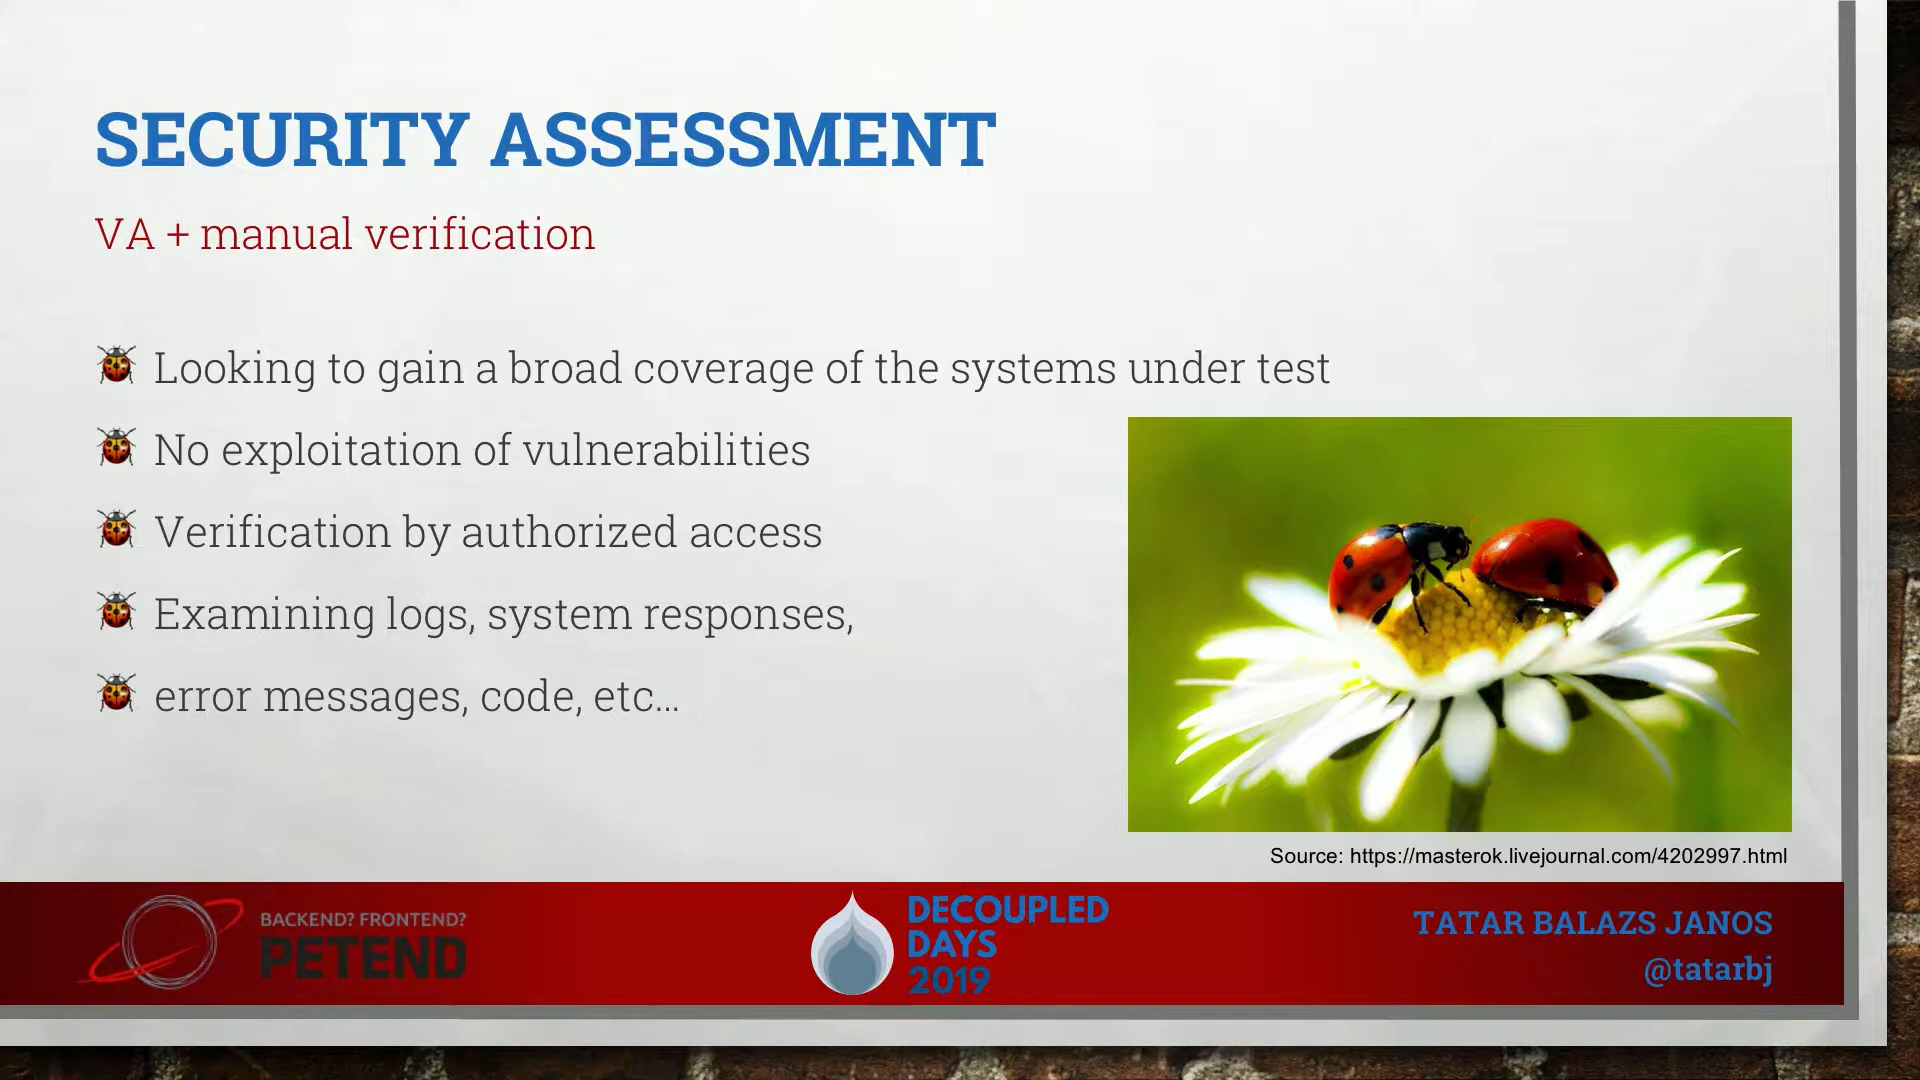 SECURITY ASSESSMENT
VA + manual verification
Looking to gain a broad coverage of the systems under test
No exploitation of vulnerabilities
Verification by authorized access
Examining logs, system responses,
error messages, code, etc...
Source: https://masterok.livejournal.com/4202997.html
BACKEND? FRONTEND?
PETEND
DECOUPLED
DAYS
2019
TATAR BALAZS JANOS
@tatarbj